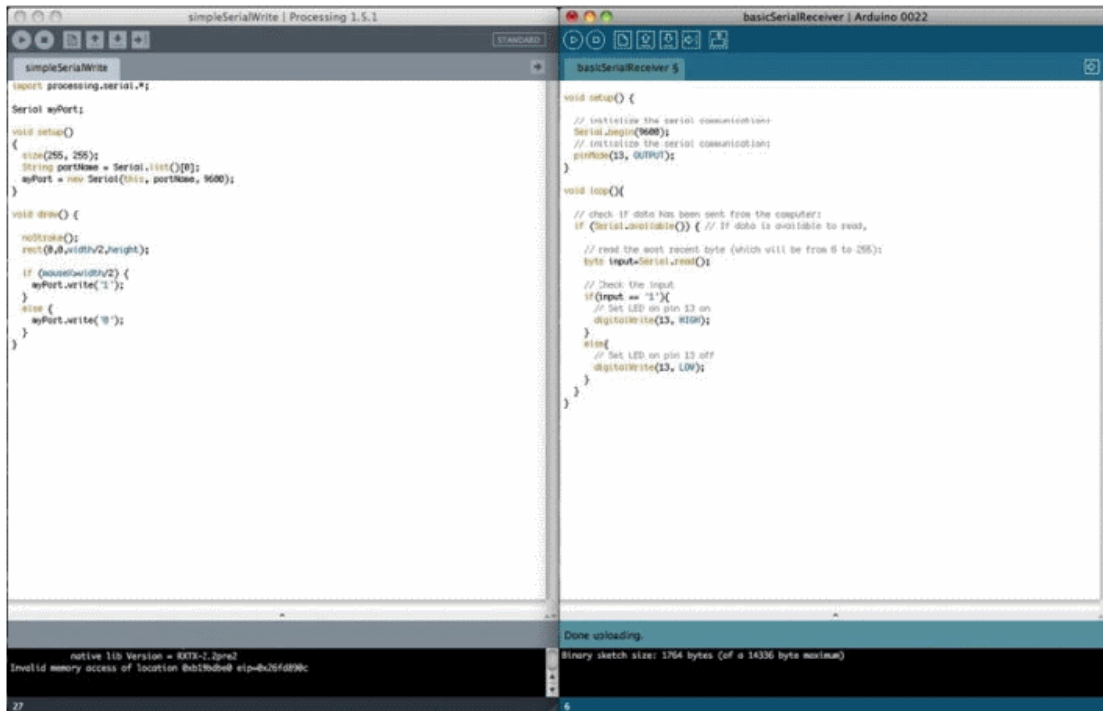 simpleSerialWrite | Processing 1.5.1
STANDARD
simpleSerialWrite
import processing.serial.*;
Serial myPort;
void setup()
{
size(255, 255);
String portName = Serial.list()[0];
myPort = new Serial(this, portName, 9600);
}
void draw() {
noStroke();
rect(0,0,width/2,height);
if (mouseX>width/2) {
myPort.write('1');
}
else {
myPort.write('0');
}
}
native lib Version = RXTX-2.2pre2
Invalid memory access of location eip=
27
basicSerialReceiver | Arduino 0022
basicSerialReceiver §
void setup() {
// initialize the serial communication:
Serial.begin(9600);
// initialize the serial communication:
pinMode(13, OUTPUT);
}
void loop(){
// check if data has been sent from the computer:
if (Serial.available()) { // If data is available to read,
// read the most recent byte (which will be from 0 to 255):
byte input=Serial.read();
// Check the input
if(input == '1'){
// Set LED on pin 13 on
digitalWrite(13, HIGH);
}
else{
// Set LED on pin 13 off
digitalWrite(13, LOW);
}
}
}
Done uploading.
Binary sketch size: 1764 bytes (of a 14336 byte maximum)
6